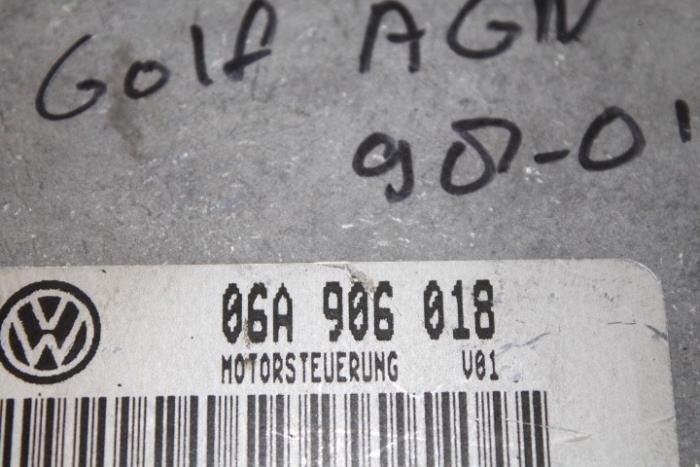 Golf AGN
98-01
06A 906 018
MOTORSTEUERUNG V01